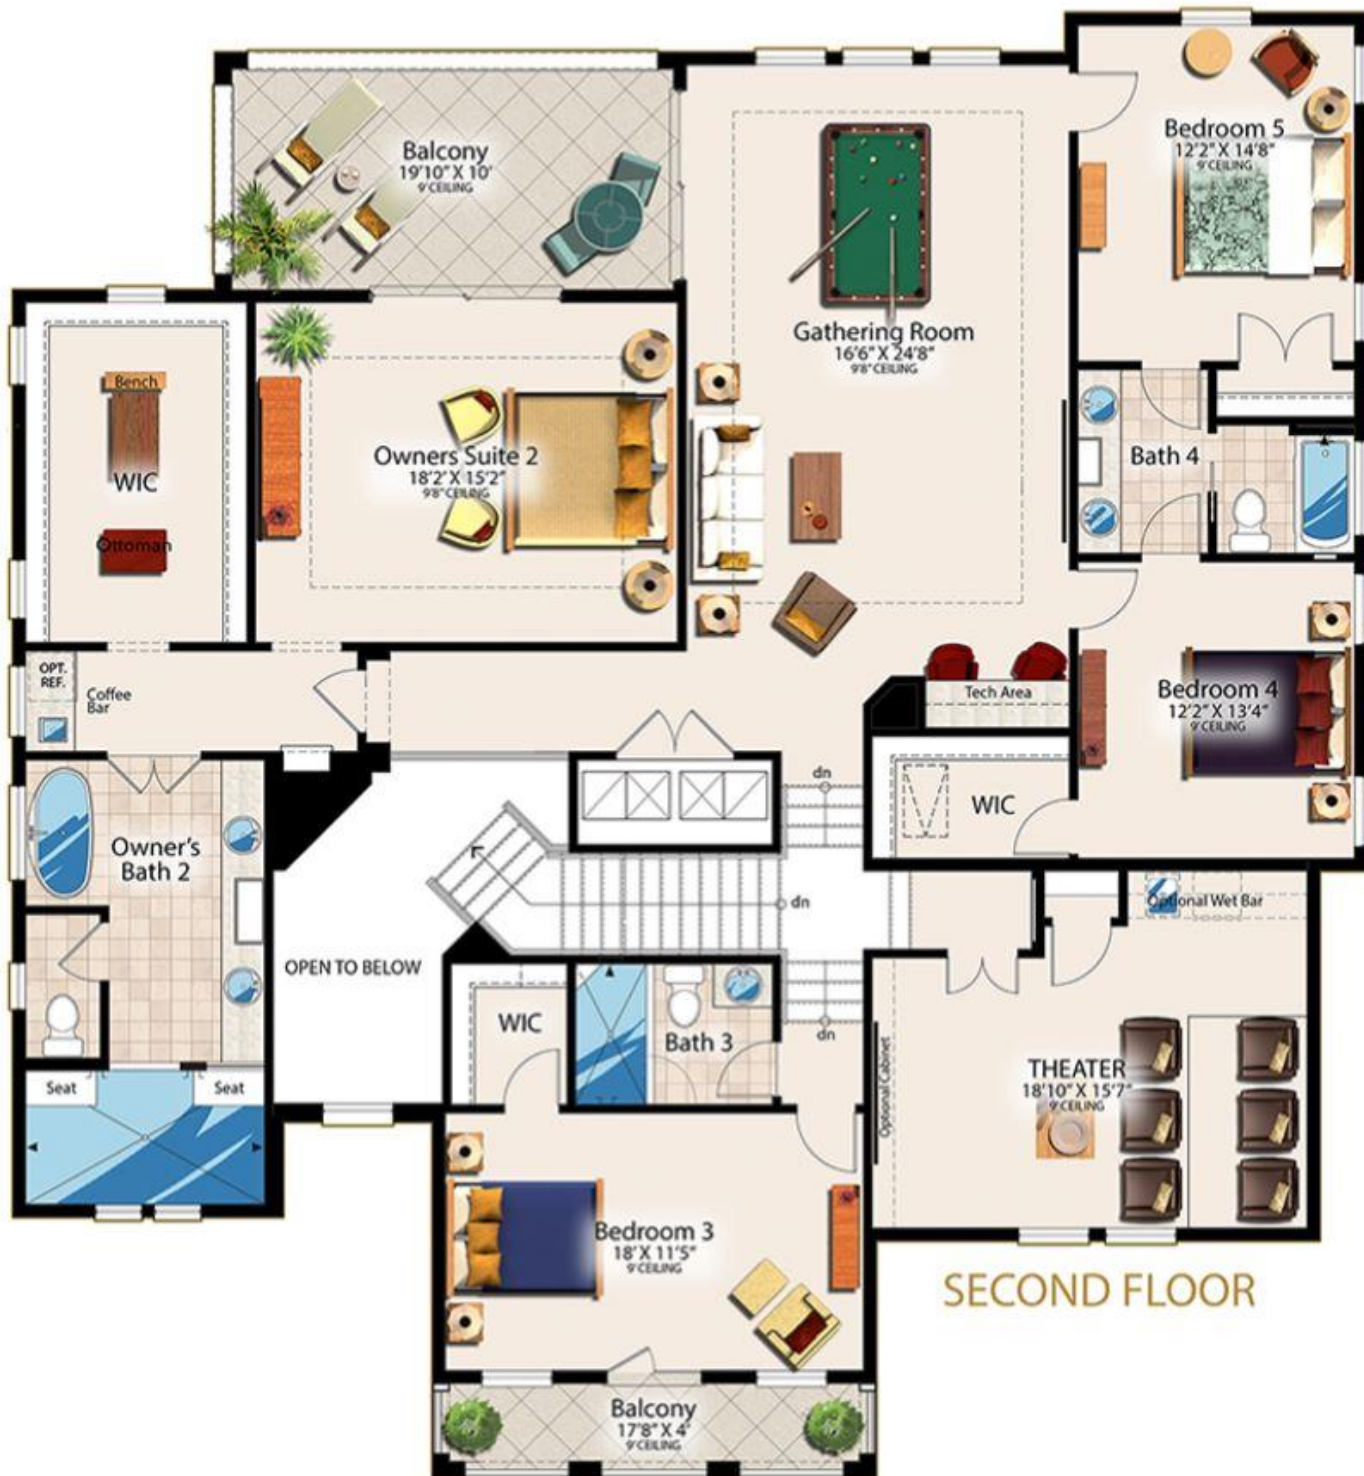 Balcony
19'10" X 10'
9' CEILING
Bedroom 5
12'2" X 14'8"
9' CEILING
Gathering Room
16'6" X 24'8"
9'8" CEILING
Bench
WIC
Ottoman
Owners Suite 2
18'2" X 15'2"
9'8" CEILING
Bath 4
OPT.
REF.
Coffee
Bar
Tech Area
Bedroom 4
12'2" X 13'4"
9' CEILING
WIC
dn
Owner's
Bath 2
dn
Optional Wet Bar
OPEN TO BELOW
WIC
Bath 3
dn
Seat
Seat
Optional Cabinet
THEATER
18'10" X 15'7"
9' CEILING
Bedroom 3
18' X 11'5"
9' CEILING
SECOND FLOOR
Balcony
17'8" X 4'
9' CEILING